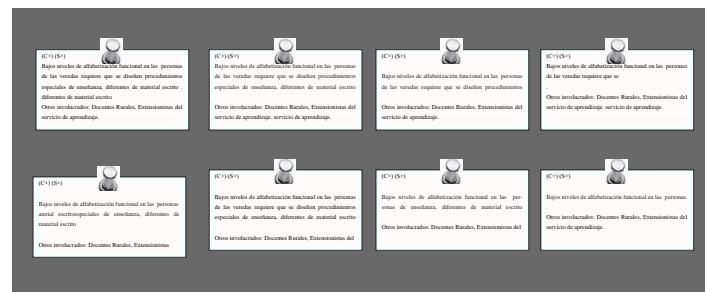 (C+) (S+)
Bajos niveles de alfabetización funcional en las personas
de las veredas requiere que se diseñen procedimientos
especiales de enseñanza, diferentes de material escrito .
diferentes de material escrito
Otros involucrados: Docentes Rurales, Extensionistas del
servicio de aprendizaje.
(C+) (S+)
Bajos niveles de alfabetización funcional en las personas
de las veredas requiere que se diseñen procedimientos
especiales de enseñanza, diferentes de material escrito
Otros involucrados: Docentes Rurales, Extensionistas del
servicio de aprendizaje. servicio de aprendizaje.
(C+) (S+)
Bajos niveles de alfabetización funcional en las personas
de las veredas requiere que se diseñen procedimientos
Otros involucrados: Docentes Rurales, Extensionistas del
servicio de aprendizaje. servicio de aprendizaje.
(C+) (S+)
Bajos niveles de alfabetización funcional en las personas
de las veredas requiere que se
.
Otros involucrados: Docentes Rurales, Extensionistas del
servicio de aprendizaje. servicio de aprendizaje.
(C+) (S+)
Bajos niveles de alfabetización funcional en las personas
aterial escritoespeciales de enseñanza, diferentes de
material escrito
Otros involucrados: Docentes Rurales, Extensionistas
(C+) (S+)
Bajos niveles de alfabetización funcional en las personas
de las veredas requiere que se diseñen procedimientos
especiales de enseñanza, diferentes de material escrito
.
Otros involucrados: Docentes Rurales, Extensionistas del
(C+) (S+)
Bajos niveles de alfabetización funcional en las per-
sonas de enseñanza, diferentes de material escrito
.
Otros involucrados: Docentes Rurales, Extensionistas del
(C+) (S+)
Bajos niveles de alfabetización funcional en las personas
.
Otros involucrados: Docentes Rurales, Extensionistas del
servicio de aprendizaje.